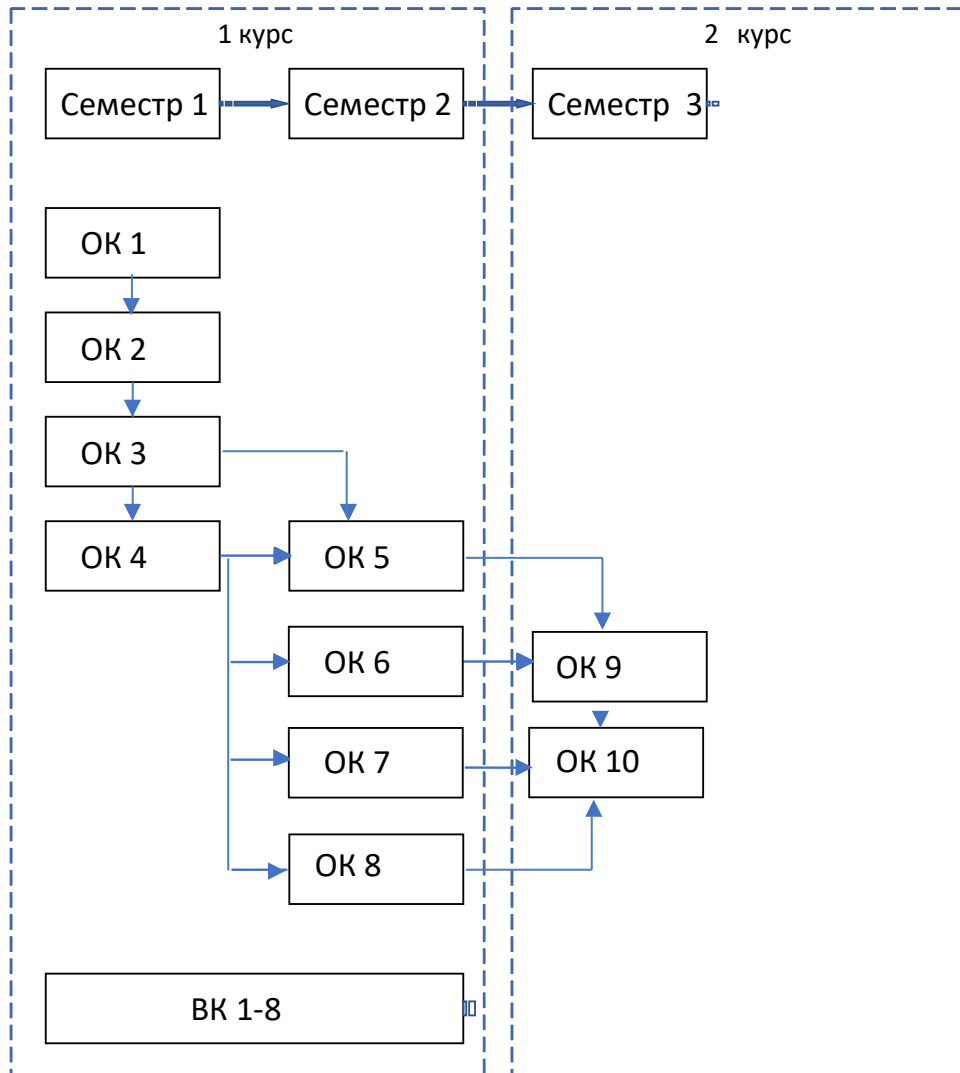 1 курс
2 курс
Семестр 1
Семестр 2
Семестр 3
ОК 1
ОК 2
ОК 3
ОК 4
ОК 5
ОК 6
ОК 9
ОК 7
ОК 10
ОК 8
ВК 1-8